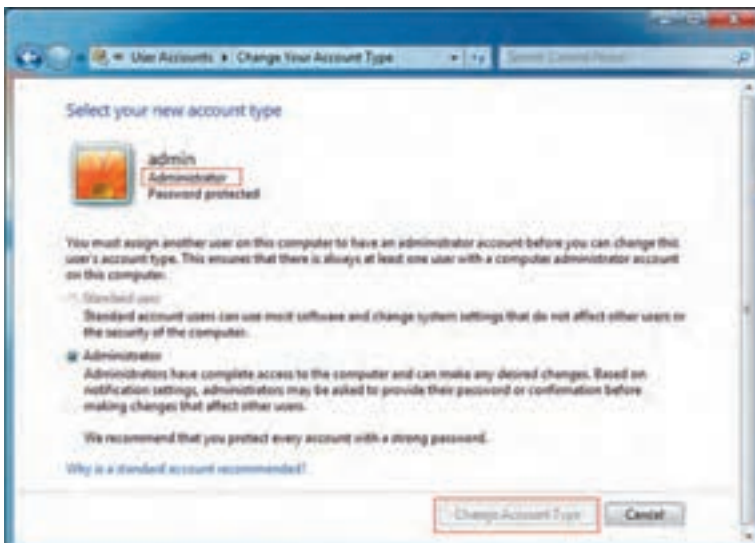 User Accounts ▸ Change Your Account Type
Search Control Panel
Select your new account type
admin
Administrator
Password protected
You must assign another user on this computer to have an administrator account before you can change this
user's account type. This ensures that there is always at least one user with a computer administrator account
on this computer.
Standard user
Standard account users can use most software and change system settings that do not affect other users or
the security of the computer.
Administrator
Administrators have complete access to the computer and can make any desired changes. Based on
notification settings, administrators may be asked to provide their password or confirmation before
making changes that affect other users.
We recommend that you protect every account with a strong password.
Why is a standard account recommended?
Change Account Type
Cancel